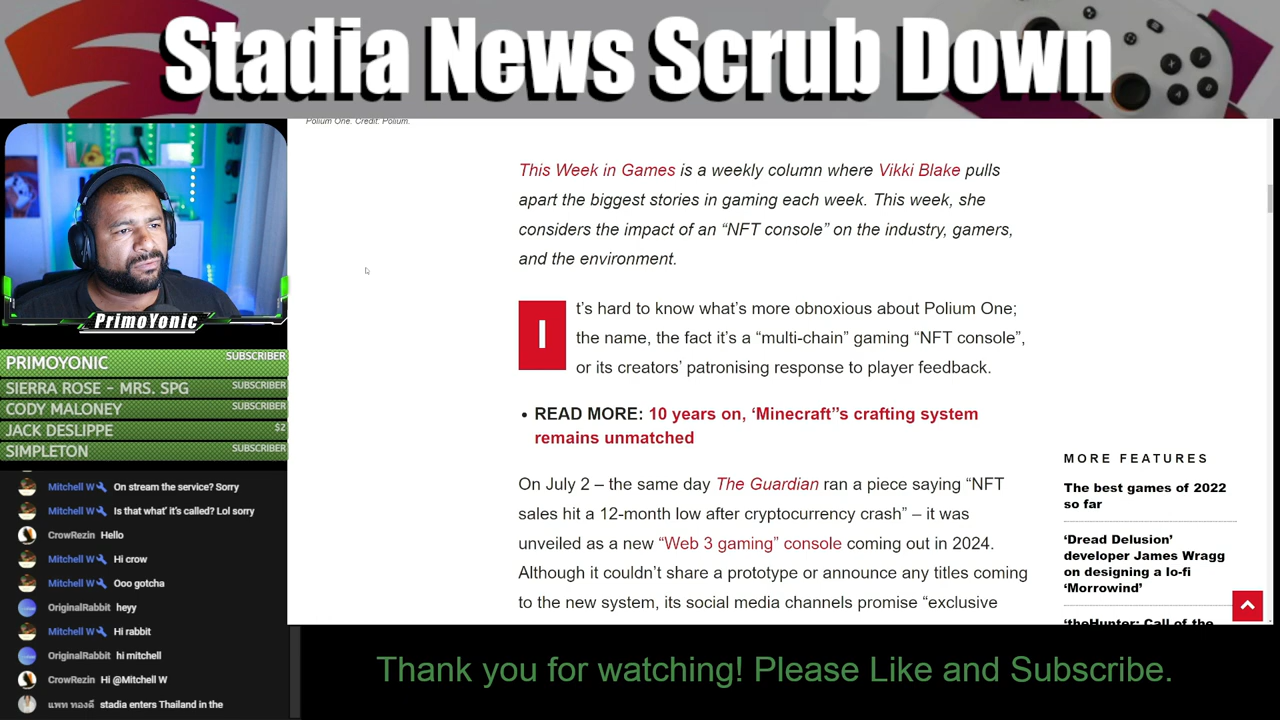 Stadia News Scrub Down
Polium One. Credit: Polium.
This Week in Games is a weekly column where Vikki Blake pulls
apart the biggest stories in gaming each week. This week, she
considers the impact of an “NFT console” on the industry, gamers,
and the environment.
I
t’s hard to know what’s more obnoxious about Polium One;
the name, the fact it’s a “multi-chain” gaming “NFT console”,
or its creators’ patronising response to player feedback.
• READ MORE: 10 years on, ‘Minecraft”s crafting system
remains unmatched
On July 2 – the same day The Guardian ran a piece saying “NFT
sales hit a 12-month low after cryptocurrency crash” – it was
unveiled as a new “Web 3 gaming” console coming out in 2024.
Although it couldn’t share a prototype or announce any titles coming
to the new system, its social media channels promise “exclusive
MORE FEATURES
The best games of 2022
so far
‘Dread Delusion’
developer James Wragg
on designing a lo-fi
‘Morrowind’
‘theHunter: Call of the
PrimoYonic
PRIMOYONIC SUBSCRIBER
SIERRA ROSE - MRS. SPG SUBSCRIBER
CODY MALONEY SUBSCRIBER
JACK DESLIPPE $2
SIMPLETON SUBSCRIBER
Mitchell W On stream the service? Sorry
Mitchell W Is that what' it's called? Lol sorry
CrowRezin Hello
Mitchell W Hi crow
Mitchell W Ooo gotcha
OriginalRabbit heyy
Mitchell W Hi rabbit
OriginalRabbit hi mitchell
CrowRezin Hi @Mitchell W
แพท ทองดี stadia enters Thailand in the
Thank you for watching! Please Like and Subscribe.